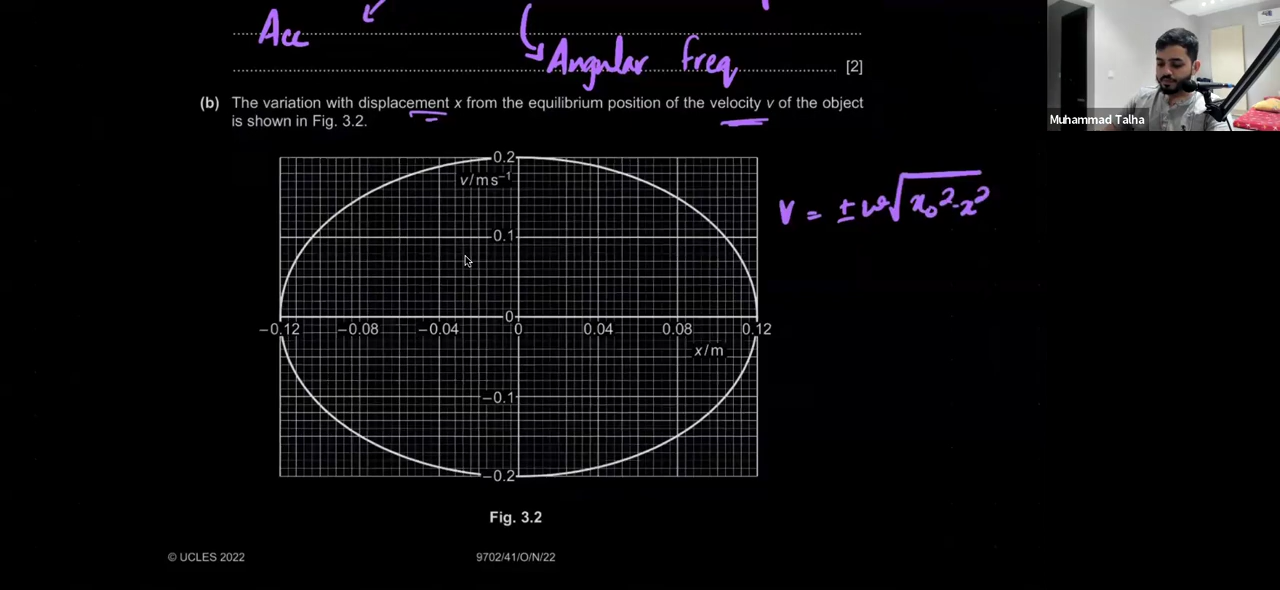 Acc
Angular freq
[2]
(b) The variation with displacement x from the equilibrium position of the velocity v of the object
is shown in Fig. 3.2.
Muhammad Talha
0.2
v/ms⁻¹
v = ±ω√(x₀²-x²)
0.1
0
−0.12 −0.08 −0.04 0 0.04 0.08 0.12
x/m
−0.1
−0.2
Fig. 3.2
© UCLES 2022 9702/41/O/N/22